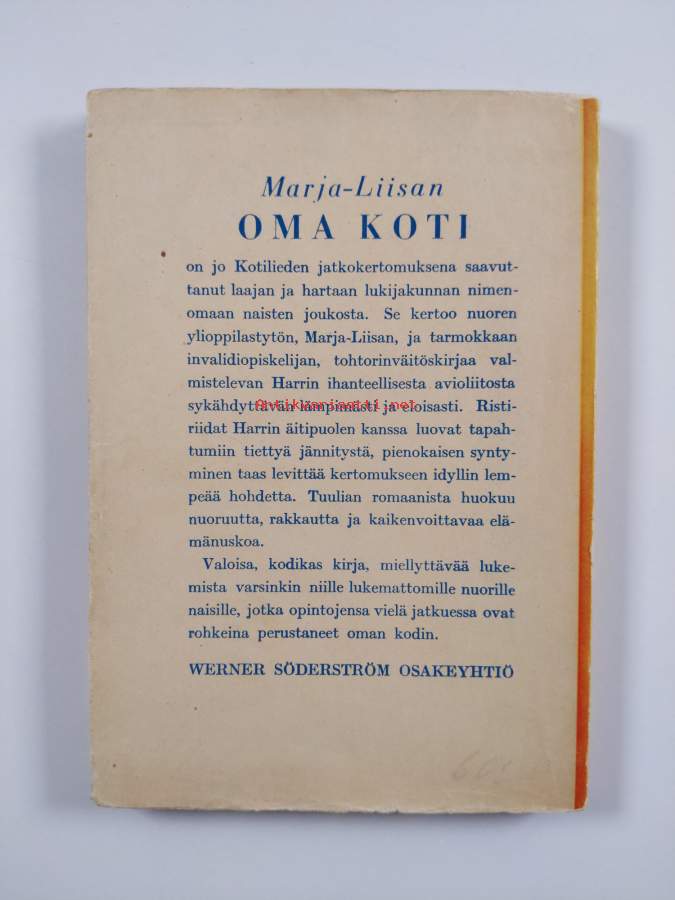 Marja-Liisan
OMA KOTI
on jo Kotilieden jatkokertomuksena saavut-
tanut laajan ja hartaan lukijakunnan nimen-
omaan naisten joukosta. Se kertoo nuoren
ylioppilastytön, Marja-Liisan, ja tarmokkaan
invalidiopiskelijan, tohtorinväitöskirjaa val-
mistelevan Harrin ihanteellisesta avioliitosta
sykähdyttävän lämpimästi ja eloisasti. Risti-
antikvariaatti.net
riidat Harrin äitipuolen kanssa luovat tapah-
tumiin tiettyä jännitystä, pienokaisen synty-
minen taas levittää kertomukseen idyllin lem-
peää hohdetta. Tuulian romaanista huokuu
nuoruutta, rakkautta ja kaikenvoittavaa elä-
mänuskoa.
Valoisa, kodikas kirja, miellyttävää luke-
mista varsinkin niille lukemattomille nuorille
naisille, jotka opintojensa vielä jatkuessa ovat
rohkeina perustaneet oman kodin.
WERNER SÖDERSTRÖM OSAKEYHTIÖ